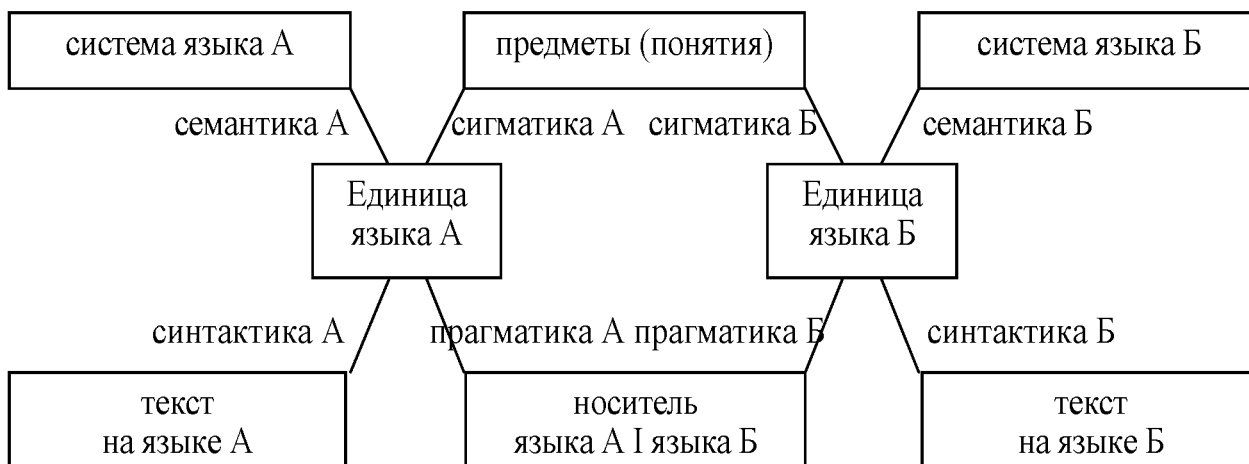 система языка А
предметы (понятия)
система языка Б
семантика А
сигматика А
сигматика Б
семантика Б
Единица
языка А
Единица
языка Б
синтактика А
прагматика А
прагматика Б
синтактика Б
текст
на языке А
носитель
языка А I языка Б
текст
на языке Б